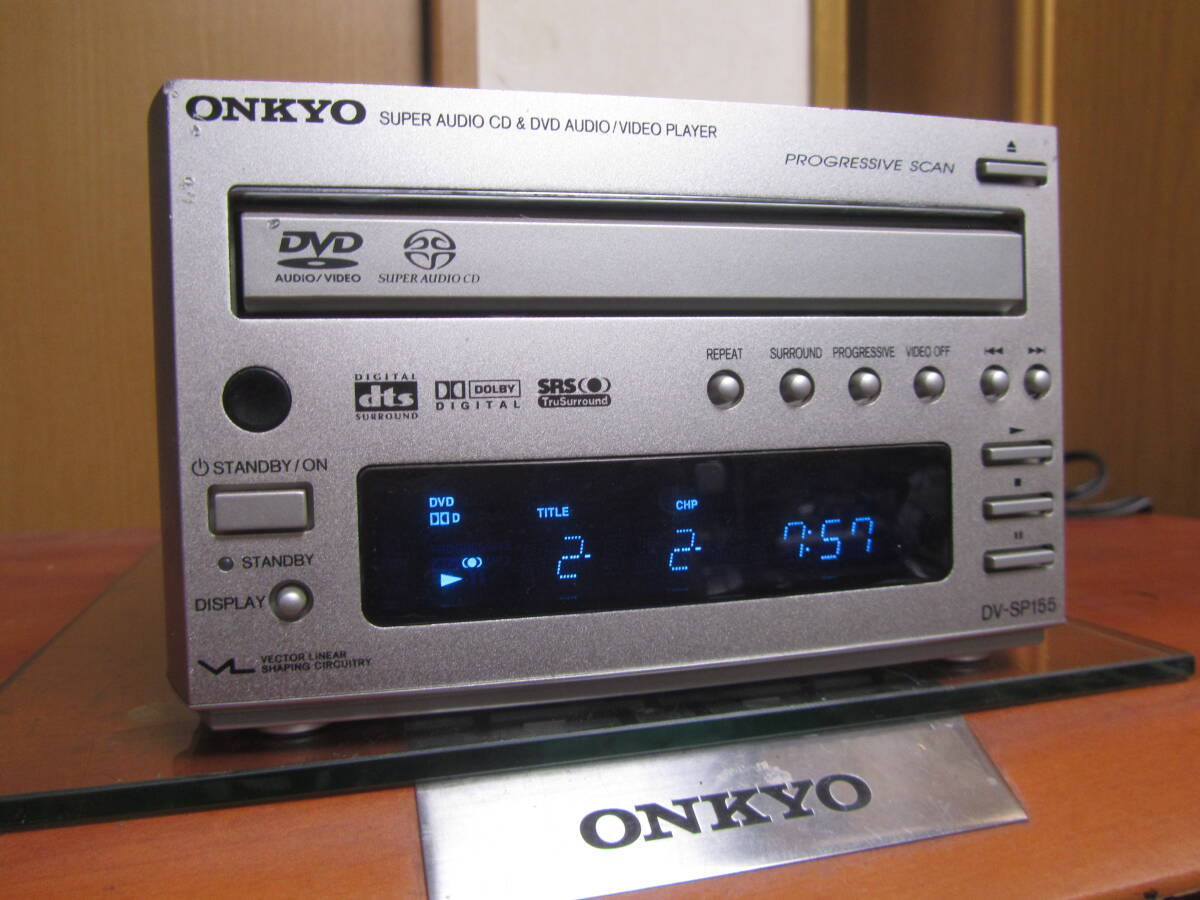 ONKYO SUPER AUDIO CD & DVD AUDIO/VIDEO PLAYER
PROGRESSIVE SCAN
DVD
AUDIO/VIDEO
SUPER AUDIO CD
REPEAT SURROUND PROGRESSIVE VIDEO OFF
DIGITAL
dts
SURROUND
DOLBY
DIGITAL
SRS
TruSurround
STANDBY/ON
STANDBY
DISPLAY
DVD
D
TITLE
2
CHP
2
7:57
DV-SP155
VL VECTOR LINEAR
SHAPING CIRCUITRY
ONKYO